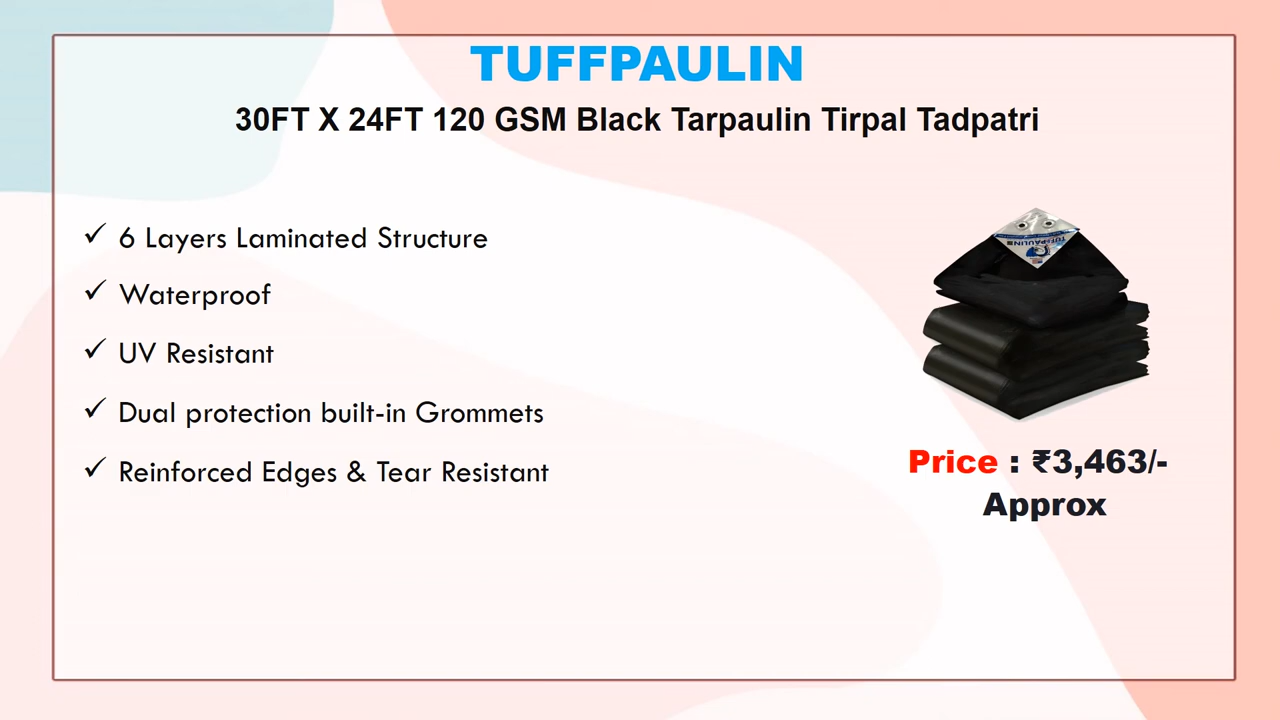 TUFFPAULIN
30FT X 24FT 120 GSM Black Tarpaulin Tirpal Tadpatri
✓ 6 Layers Laminated Structure
✓ Waterproof
✓ UV Resistant
✓ Dual protection built-in Grommets
✓ Reinforced Edges & Tear Resistant
TUFFPAULIN
Price : ₹3,463/-
Approx